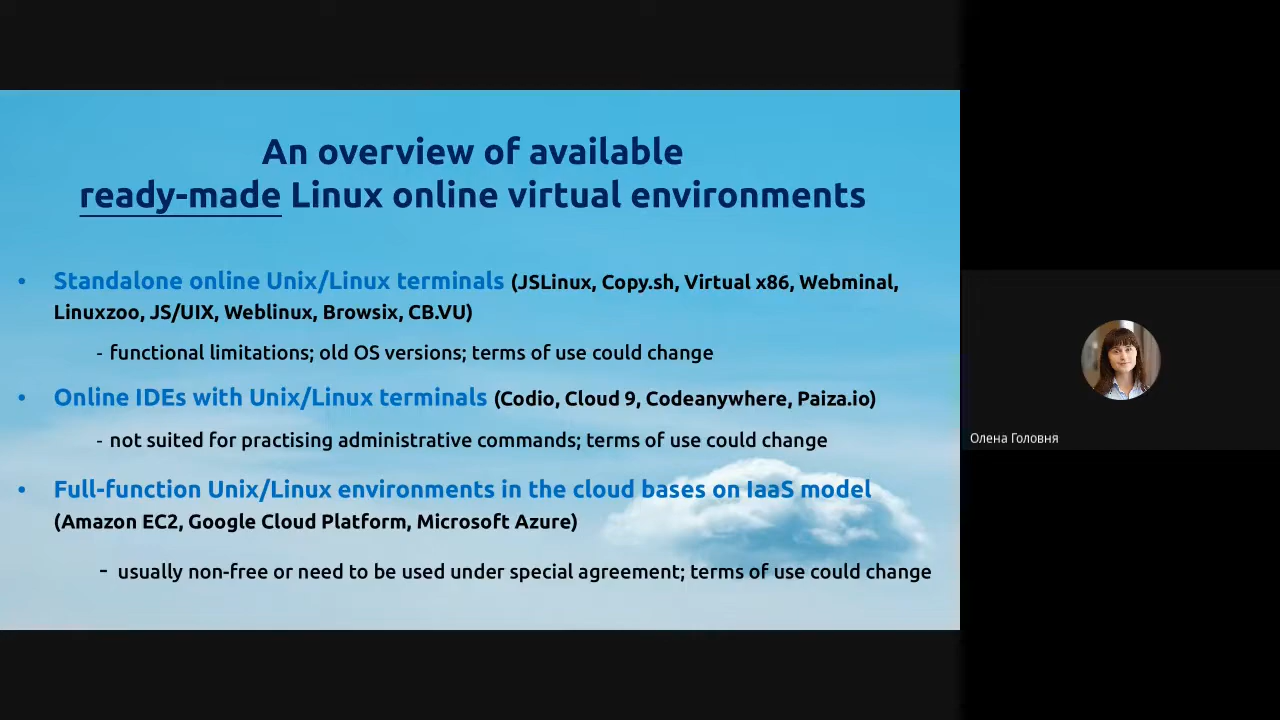 An overview of available
ready-made Linux online virtual environments
• Standalone online Unix/Linux terminals (JSLinux, Copy.sh, Virtual x86, Webminal,
Linuxzoo, JS/UIX, Weblinux, Browsix, CB.VU)
- functional limitations; old OS versions; terms of use could change
• Online IDEs with Unix/Linux terminals (Codio, Cloud 9, Codeanywhere, Paiza.io)
- not suited for practising administrative commands; terms of use could change
• Full-function Unix/Linux environments in the cloud bases on IaaS model
(Amazon EC2, Google Cloud Platform, Microsoft Azure)
- usually non-free or need to be used under special agreement; terms of use could change
Олена Головня